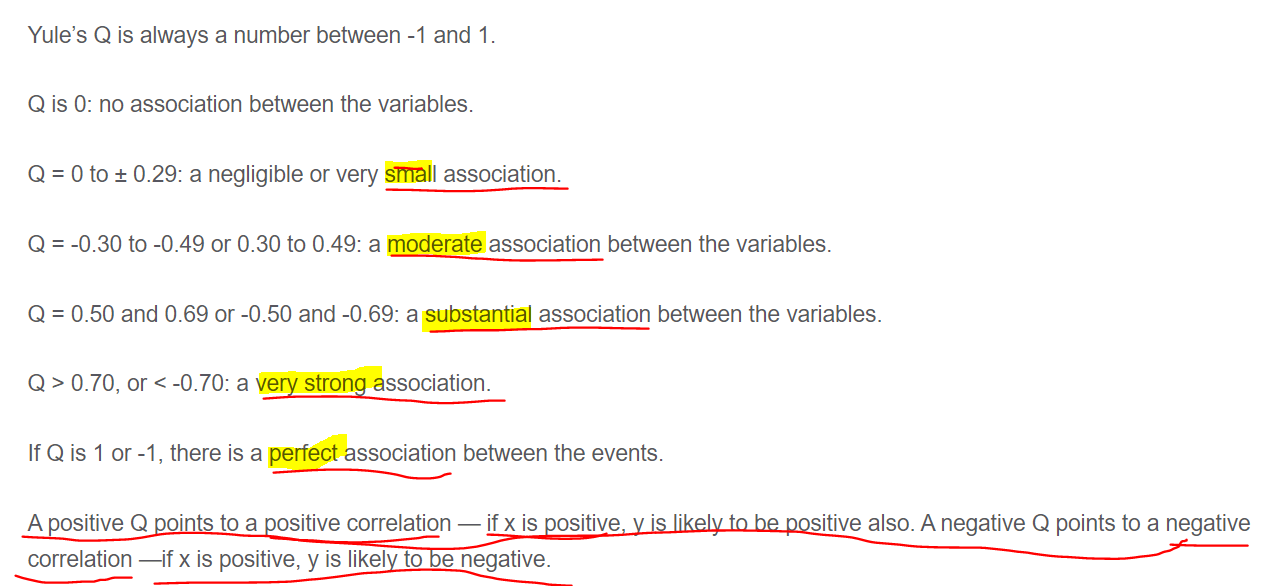 Yule’s Q is always a number between -1 and 1.
Q is 0: no association between the variables.
Q = 0 to ± 0.29: a negligible or very small association.
Q = -0.30 to -0.49 or 0.30 to 0.49: a moderate association between the variables.
Q = 0.50 and 0.69 or -0.50 and -0.69: a substantial association between the variables.
Q > 0.70, or < -0.70: a very strong association.
If Q is 1 or -1, there is a perfect association between the events.
A positive Q points to a positive correlation — if x is positive, y is likely to be positive also. A negative Q points to a negative
correlation —if x is positive, y is likely to be negative.